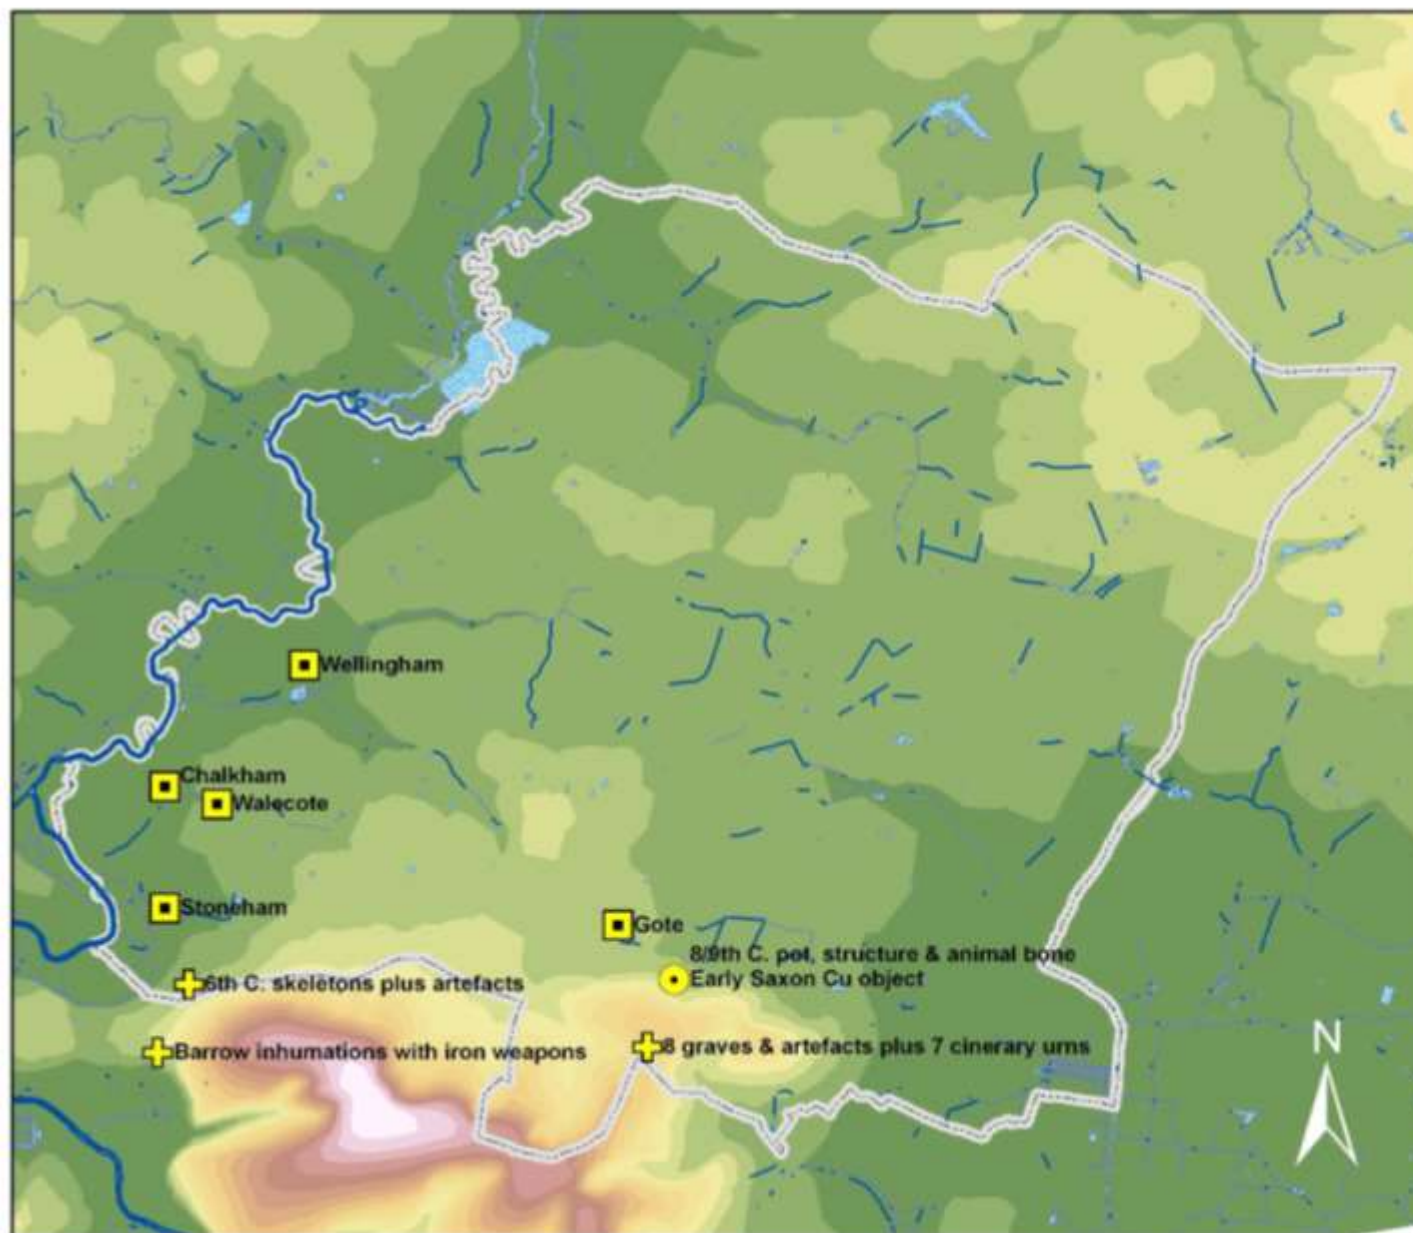 Wellingham
Chalkham
Walecote
Stoneham
Gote
8/9th C. pot, structure & animal bone
Early Saxon Cu object
6th C. skeletons plus artefacts
Barrow inhumations with iron weapons
8 graves & artefacts plus 7 cinerary urns
N